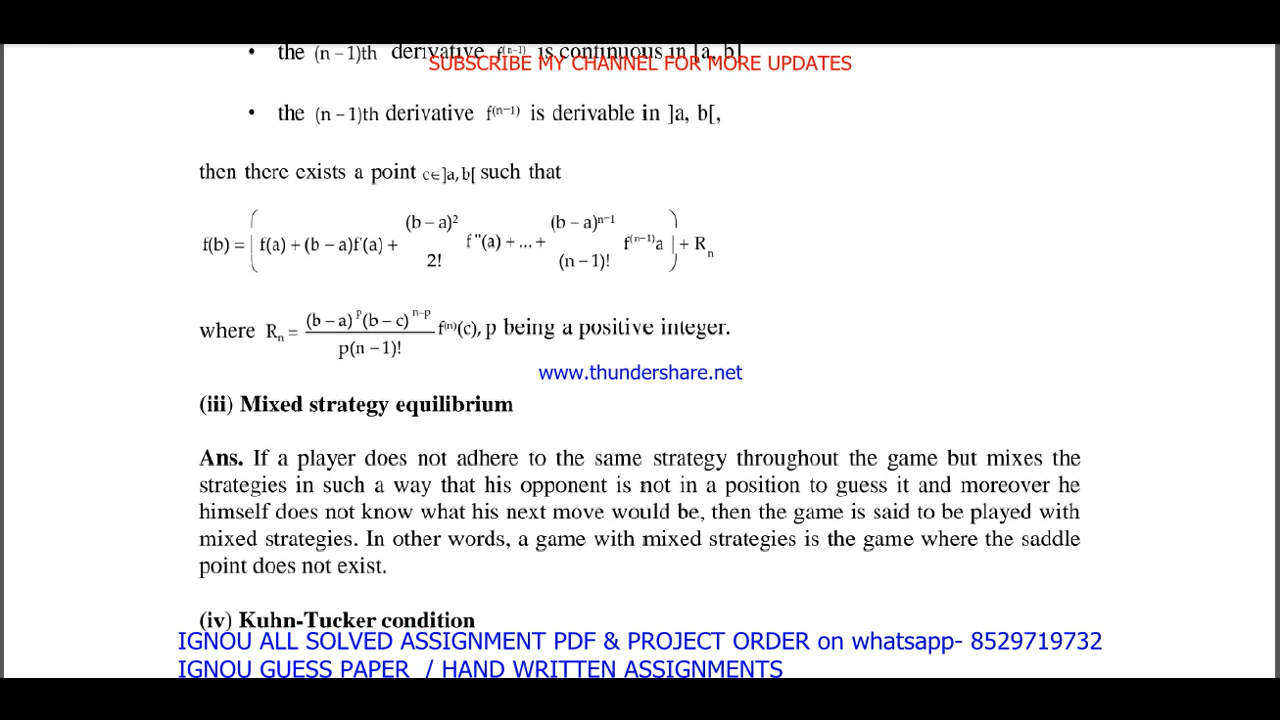 • the (n – 1)th derivative f(n–1) is continuous in [a, b]
SUBSCRIBE MY CHANNEL FOR MORE UPDATES
• the (n – 1)th derivative f(n–1) is derivable in ]a, b[,
then there exists a point c∈]a, b[ such that
f(b) = ( f(a) + (b – a)f'(a) + (b – a)²/2! f''(a) + ... + (b – a)ⁿ⁻¹/(n – 1)! f(n–1)a ) + Rn
where Rn = (b – a)^p (b – c)^n–p / p(n – 1)! f(n)(c), p being a positive integer.
www.thundershare.net
(iii) Mixed strategy equilibrium
Ans. If a player does not adhere to the same strategy throughout the game but mixes the
strategies in such a way that his opponent is not in a position to guess it and moreover he
himself does not know what his next move would be, then the game is said to be played with
mixed strategies. In other words, a game with mixed strategies is the game where the saddle
point does not exist.
(iv) Kuhn-Tucker condition
IGNOU ALL SOLVED ASSIGNMENT PDF & PROJECT ORDER on whatsapp- 8529719732
IGNOU GUESS PAPER / HAND WRITTEN ASSIGNMENTS